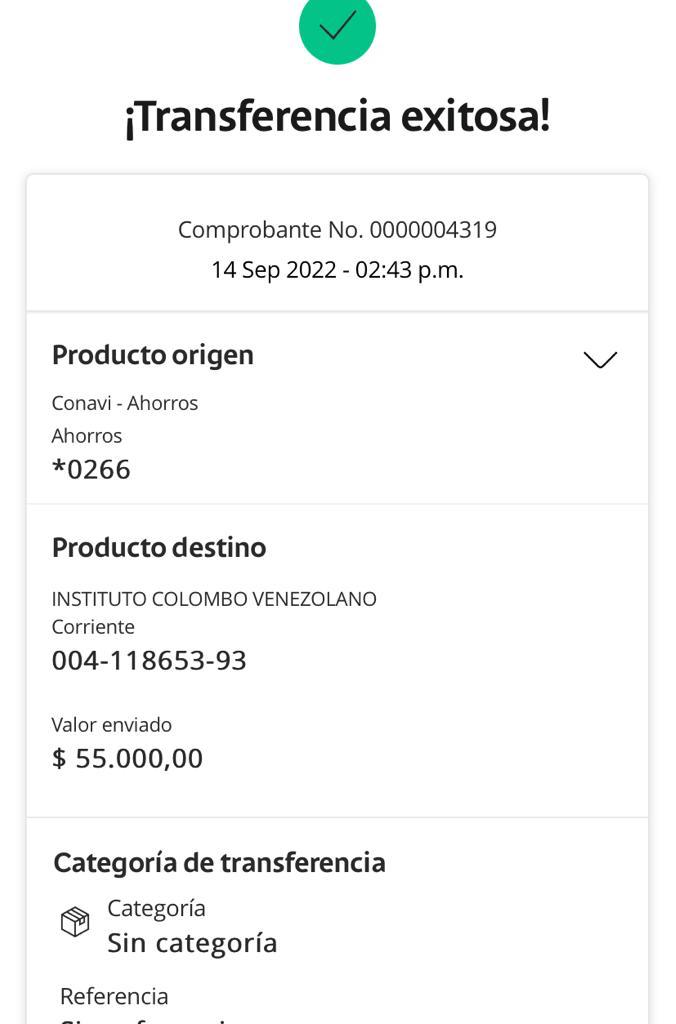 ¡Transferencia exitosa!
Comprobante No. 0000004319
14 Sep 2022 - 02:43 p.m.
Producto origen
Conavi - Ahorros
Ahorros
*0266
Producto destino
INSTITUTO COLOMBO VENEZOLANO
Corriente
004-118653-93
Valor enviado
$ 55.000,00
Categoría de transferencia
Categoría
Sin categoría
Referencia